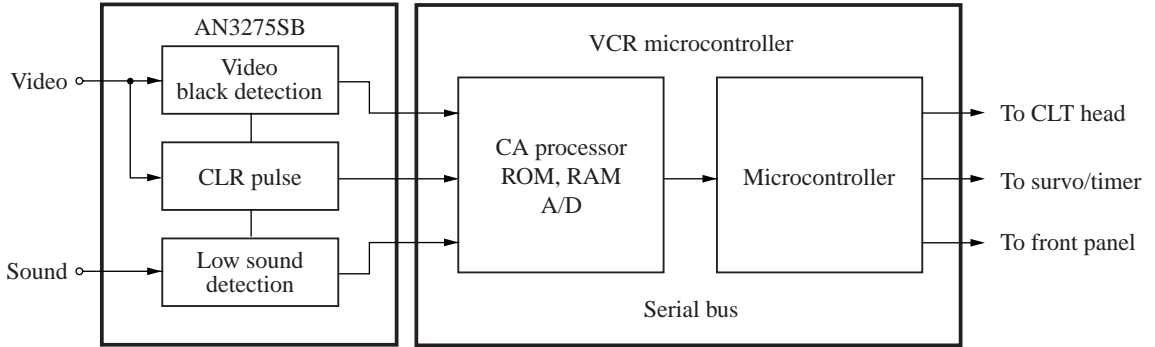 AN3275SB
Video
Video
black detection
CLR pulse
Sound
Low sound
detection
VCR microcontroller
CA processor
ROM, RAM
A/D
Microcontroller
Serial bus
To CLT head
To survo/timer
To front panel